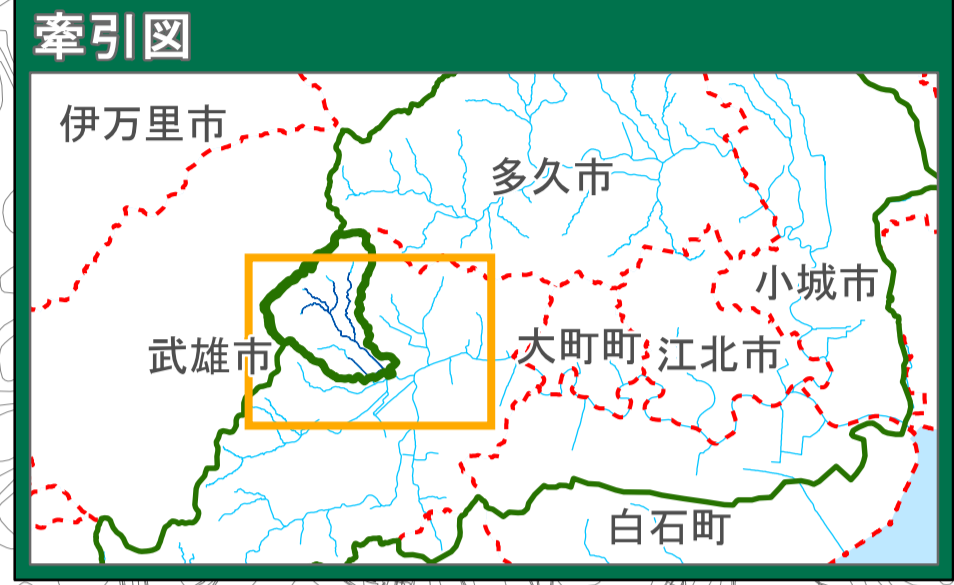 牽引図
伊万里市
多久市
小城市
武雄市
大町町
江北市
白石町